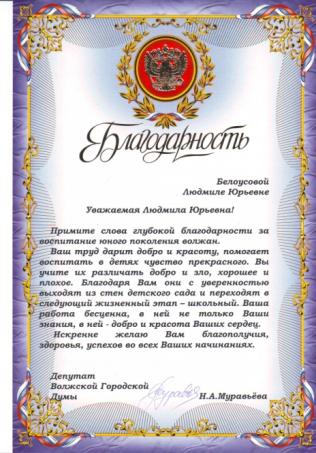 Благодарность
Белоусовой
Людмиле Юрьевне
Уважаемая Людмила Юрьевна!
Примите слова глубокой благодарности за
воспитание юного поколения волжан.
Ваш труд дарит добро и красоту, помогает
воспитать в детях чувство прекрасного. Вы
учите их различать добро и зло, хорошее и
плохое. Благодаря Вам они с уверенностью
выходят из стен детского сада и переходят в
следующий жизненный этап – школьный. Ваша
работа бесценна, в ней не только Ваши
знания, в ней - добро и красота Ваших сердец.
Искренне желаю Вам благополучия,
здоровья, успехов во всех Ваших начинаниях.
Депутат
Волжской Городской
Думы Н.А.Муравьёва